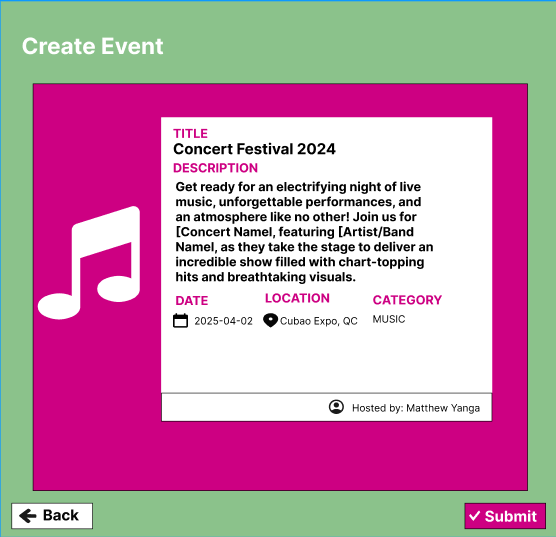 Create Event
TITLE
Concert Festival 2024
DESCRIPTION
Get ready for an electrifying night of live
music, unforgettable performances, and
an atmosphere like no other! Join us for
[Concert Namel, featuring [Artist/Band
Namel, as they take the stage to deliver an
incredible show filled with chart-topping
hits and breathtaking visuals.
DATE LOCATION CATEGORY
2025-04-02 Cubao Expo, QC MUSIC
Hosted by: Matthew Yanga
Back Submit